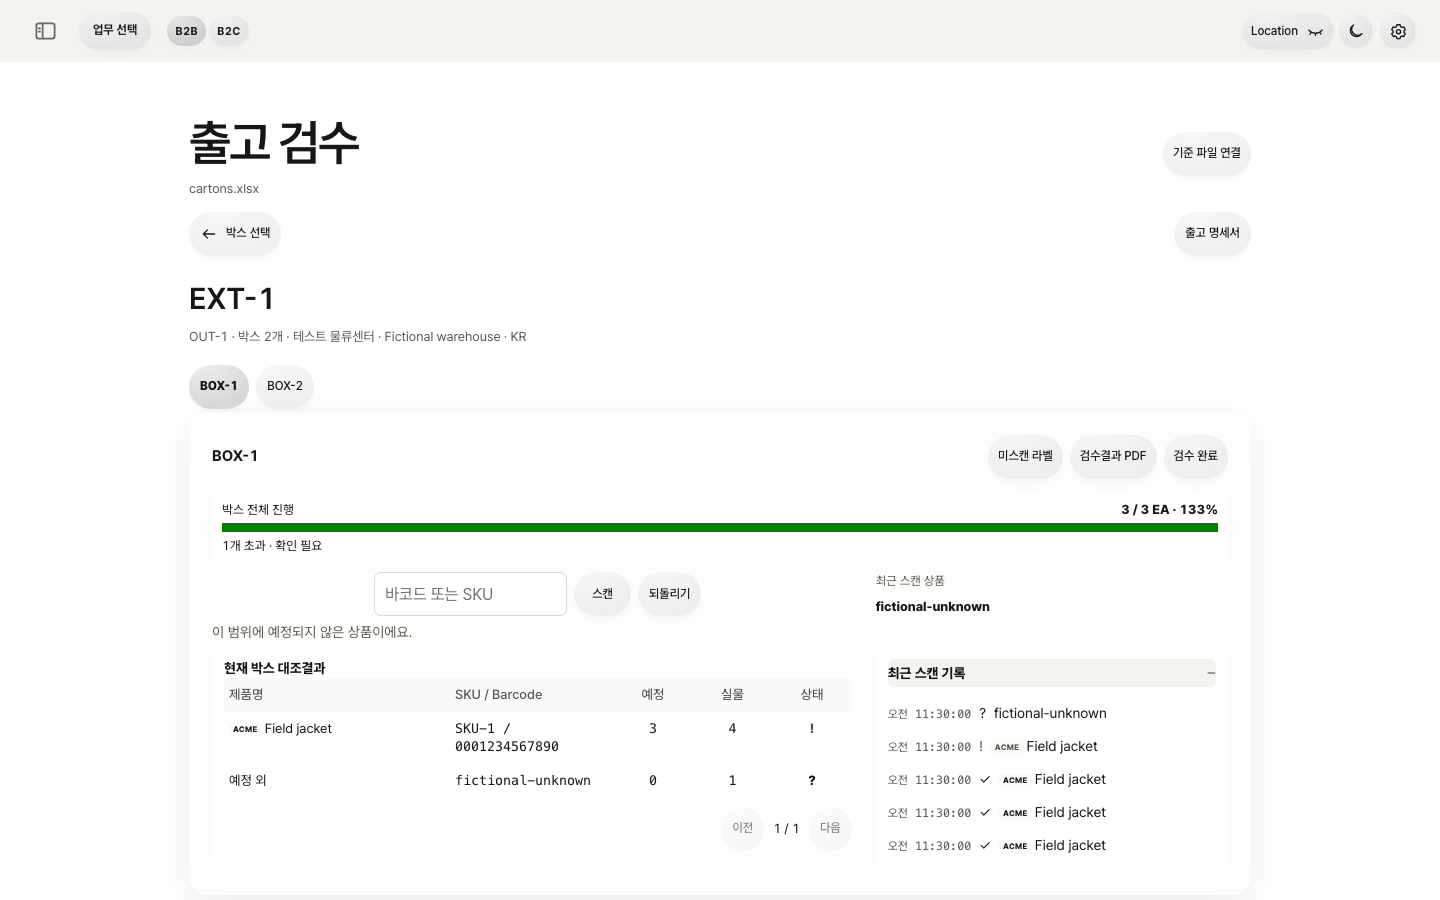 업무 선택 B2B B2C Location
출고 검수
기준 파일 연결
cartons.xlsx
박스 선택 출고 명세서
EXT-1
OUT-1 · 박스 2개 · 테스트 물류센터 · Fictional warehouse · KR
BOX-1 BOX-2
BOX-1 미스캔 라벨 검수결과 PDF 검수 완료
박스 전체 진행 3 / 3 EA · 133%
1개 초과 · 확인 필요
바코드 또는 SKU 스캔 되돌리기
이 범위에 예정되지 않은 상품이에요.
최근 스캔 상품
fictional-unknown
현재 박스 대조결과
제품명 SKU / Barcode 예정 실물 상태
ACME Field jacket SKU-1 / 3 4 !
0001234567890
예정 외 fictional-unknown 0 1 ?
이전 1 / 1 다음
최근 스캔 기록 −
오전 11:30:00 ? fictional-unknown
오전 11:30:00 ! ACME Field jacket
오전 11:30:00 ✓ ACME Field jacket
오전 11:30:00 ✓ ACME Field jacket
오전 11:30:00 ✓ ACME Field jacket